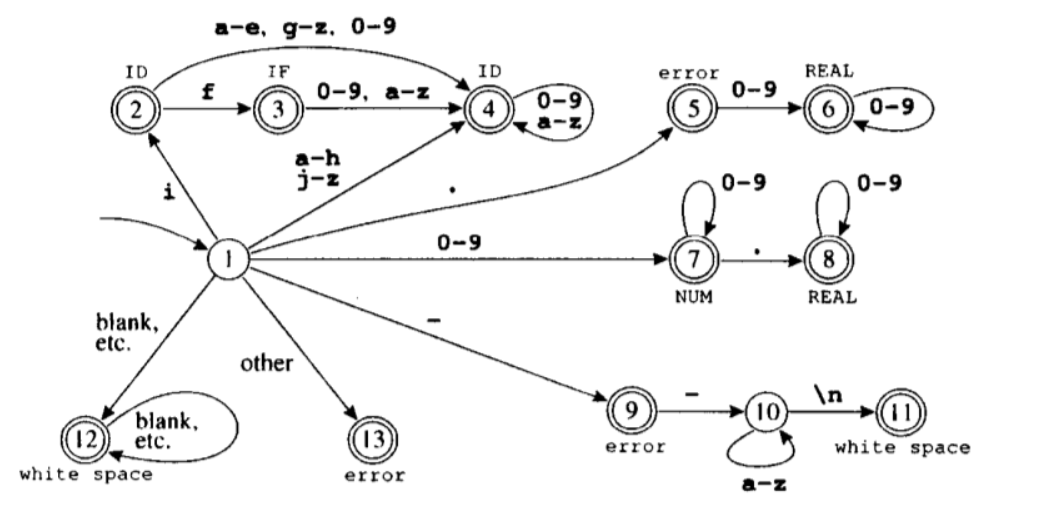 a-e, g-z, 0-9
ID
IF
ID
error
REAL
2
f
3
0-9, a-z
4
0-9
a-z
5
0-9
6
0-9
a-h
j-z
i
.
0-9
0-9
1
0-9
7
.
8
NUM
REAL
blank,
etc.
other
-
12
blank,
etc.
13
9
-
10
\n
11
white space
error
error
white space
a-z